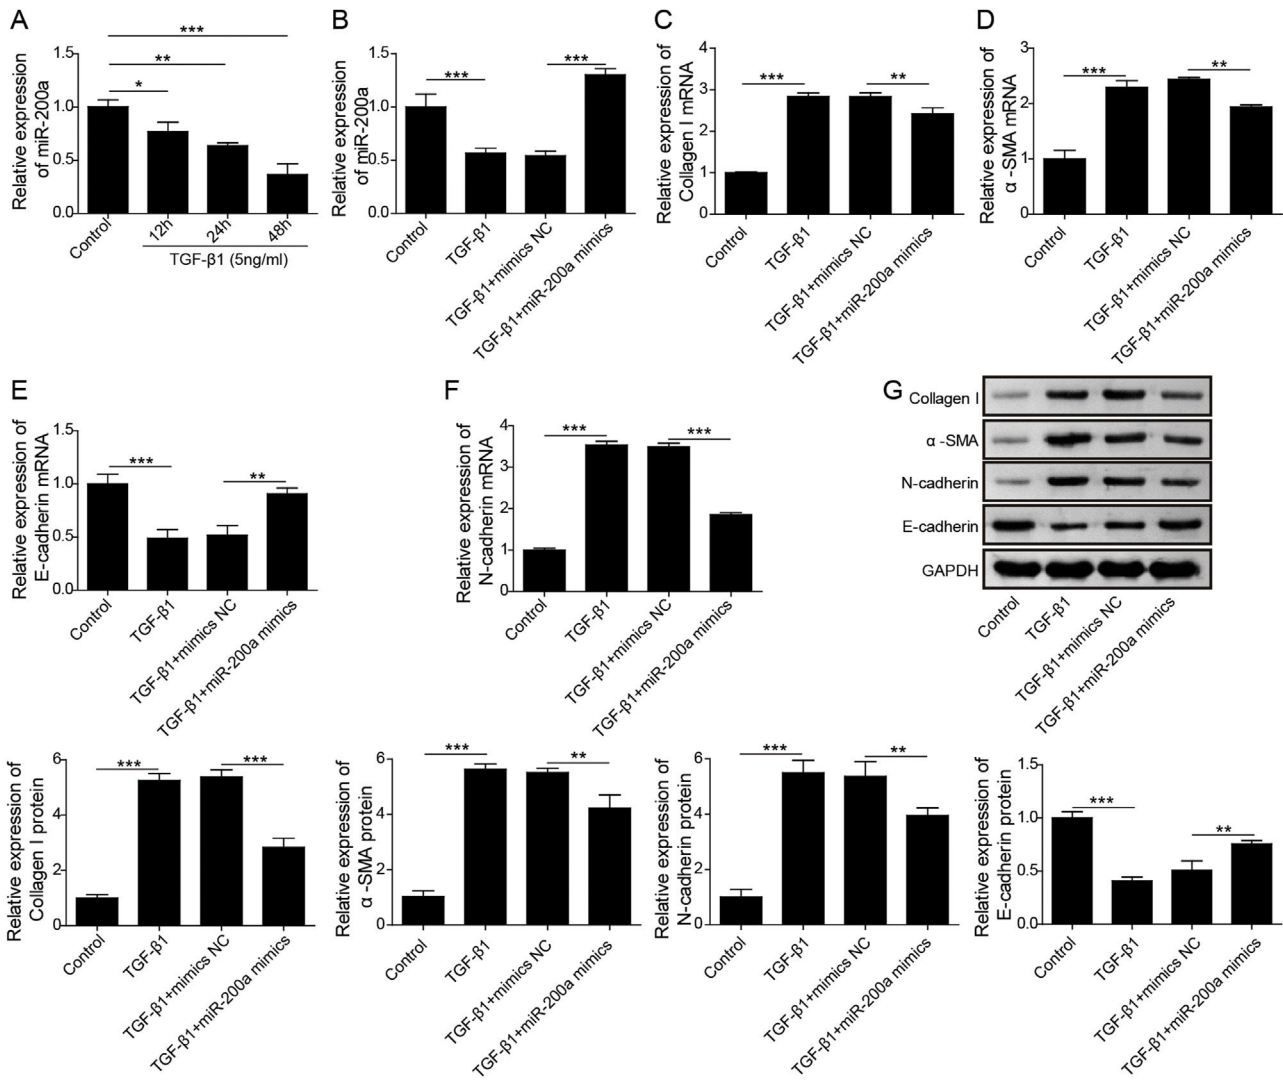 A
Relative expression
of miR-200a
1.5
1.0
0.5
0.0
*
**
***
Control
12h
24h
48h
TGF-β1 (5ng/ml)
B
Relative expression
of miR-200a
1.5
1.0
0.5
0.0
***
***
Control
TGF-β1
TGF-β1+mimics NC
TGF-β1+miR-200a mimics
C
Relative expression of
Collagen I mRNA
4
3
2
1
0
***
**
Control
TGF-β1
TGF-β1+mimics NC
TGF-β1+miR-200a mimics
D
Relative expression of
α -SMA mRNA
3
2
1
0
***
**
Control
TGF-β1
TGF-β1+mimics NC
TGF-β1+miR-200a mimics
E
Relative expression of
E-cadherin mRNA
1.5
1.0
0.5
0.0
***
**
Control
TGF-β1
TGF-β1+mimics NC
TGF-β1+miR-200a mimics
F
Relative expression of
N-cadherin mRNA
4
3
2
1
0
***
***
Control
TGF-β1
TGF-β1+mimics NC
TGF-β1+miR-200a mimics
G
Collagen I
α -SMA
N-cadherin
E-cadherin
GAPDH
Control
TGF-β1
TGF-β1+mimics NC
TGF-β1+miR-200a mimics
Relative expression of
Collagen I protein
6
4
2
0
***
***
Control
TGF-β1
TGF-β1+mimics NC
TGF-β1+miR-200a mimics
Relative expression of
α -SMA protein
6
4
2
0
***
**
Control
TGF-β1
TGF-β1+mimics NC
TGF-β1+miR-200a mimics
Relative expression of
N-cadherin protein
6
4
2
0
***
**
Control
TGF-β1
TGF-β1+mimics NC
TGF-β1+miR-200a mimics
Relative expression of
E-cadherin protein
1.5
1.0
0.5
0.0
***
**
Control
TGF-β1
TGF-β1+mimics NC
TGF-β1+miR-200a mimics